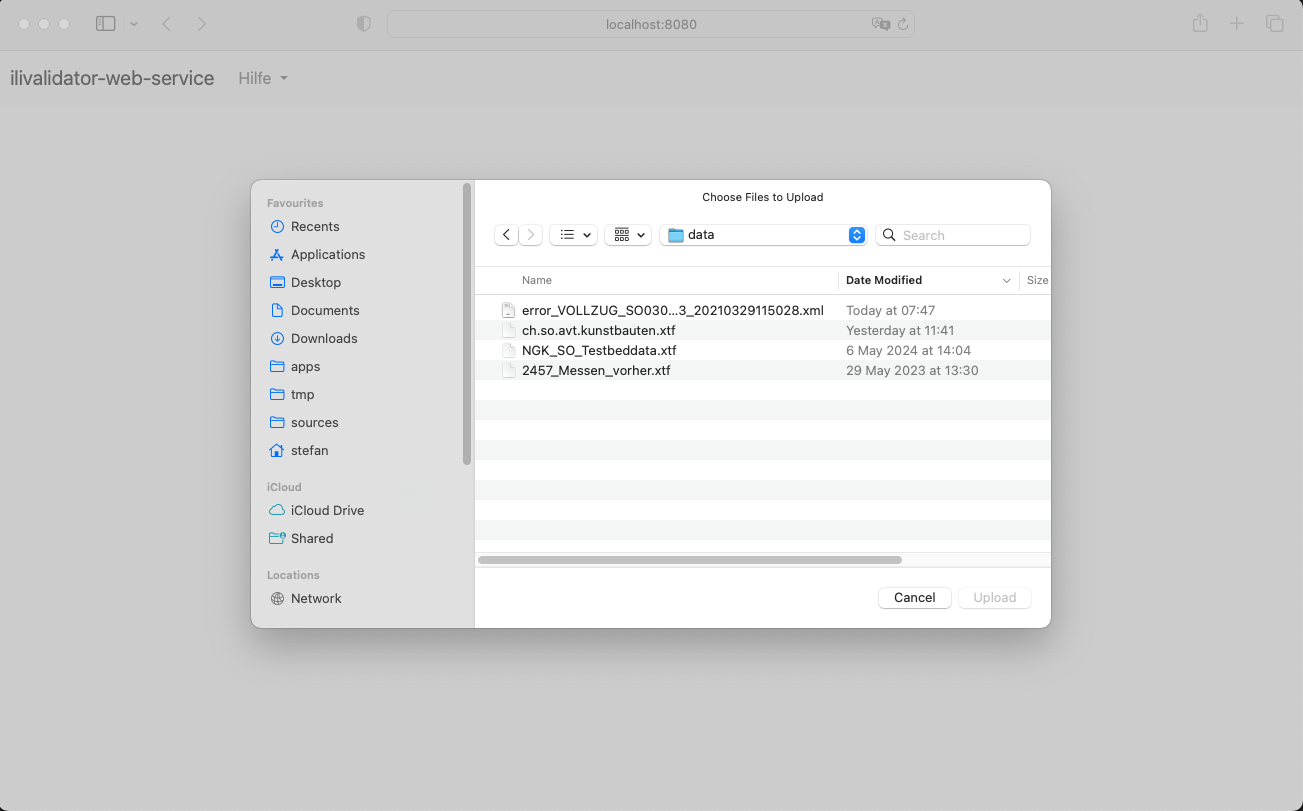 localhost:8080
ilivalidator-web-service Hilfe
Choose Files to Upload
Favourites
Recents
Applications
Desktop
Documents
Downloads
apps
tmp
sources
stefan
iCloud
iCloud Drive
Shared
Locations
Network
data
Search
Name Date Modified Size
error_VOLLZUG_SO030...3_20210329115028.xml Today at 07:47
ch.so.avt.kunstbauten.xtf Yesterday at 11:41
NGK_SO_Testbeddata.xtf 6 May 2024 at 14:04
2457_Messen_vorher.xtf 29 May 2023 at 13:30
Cancel Upload